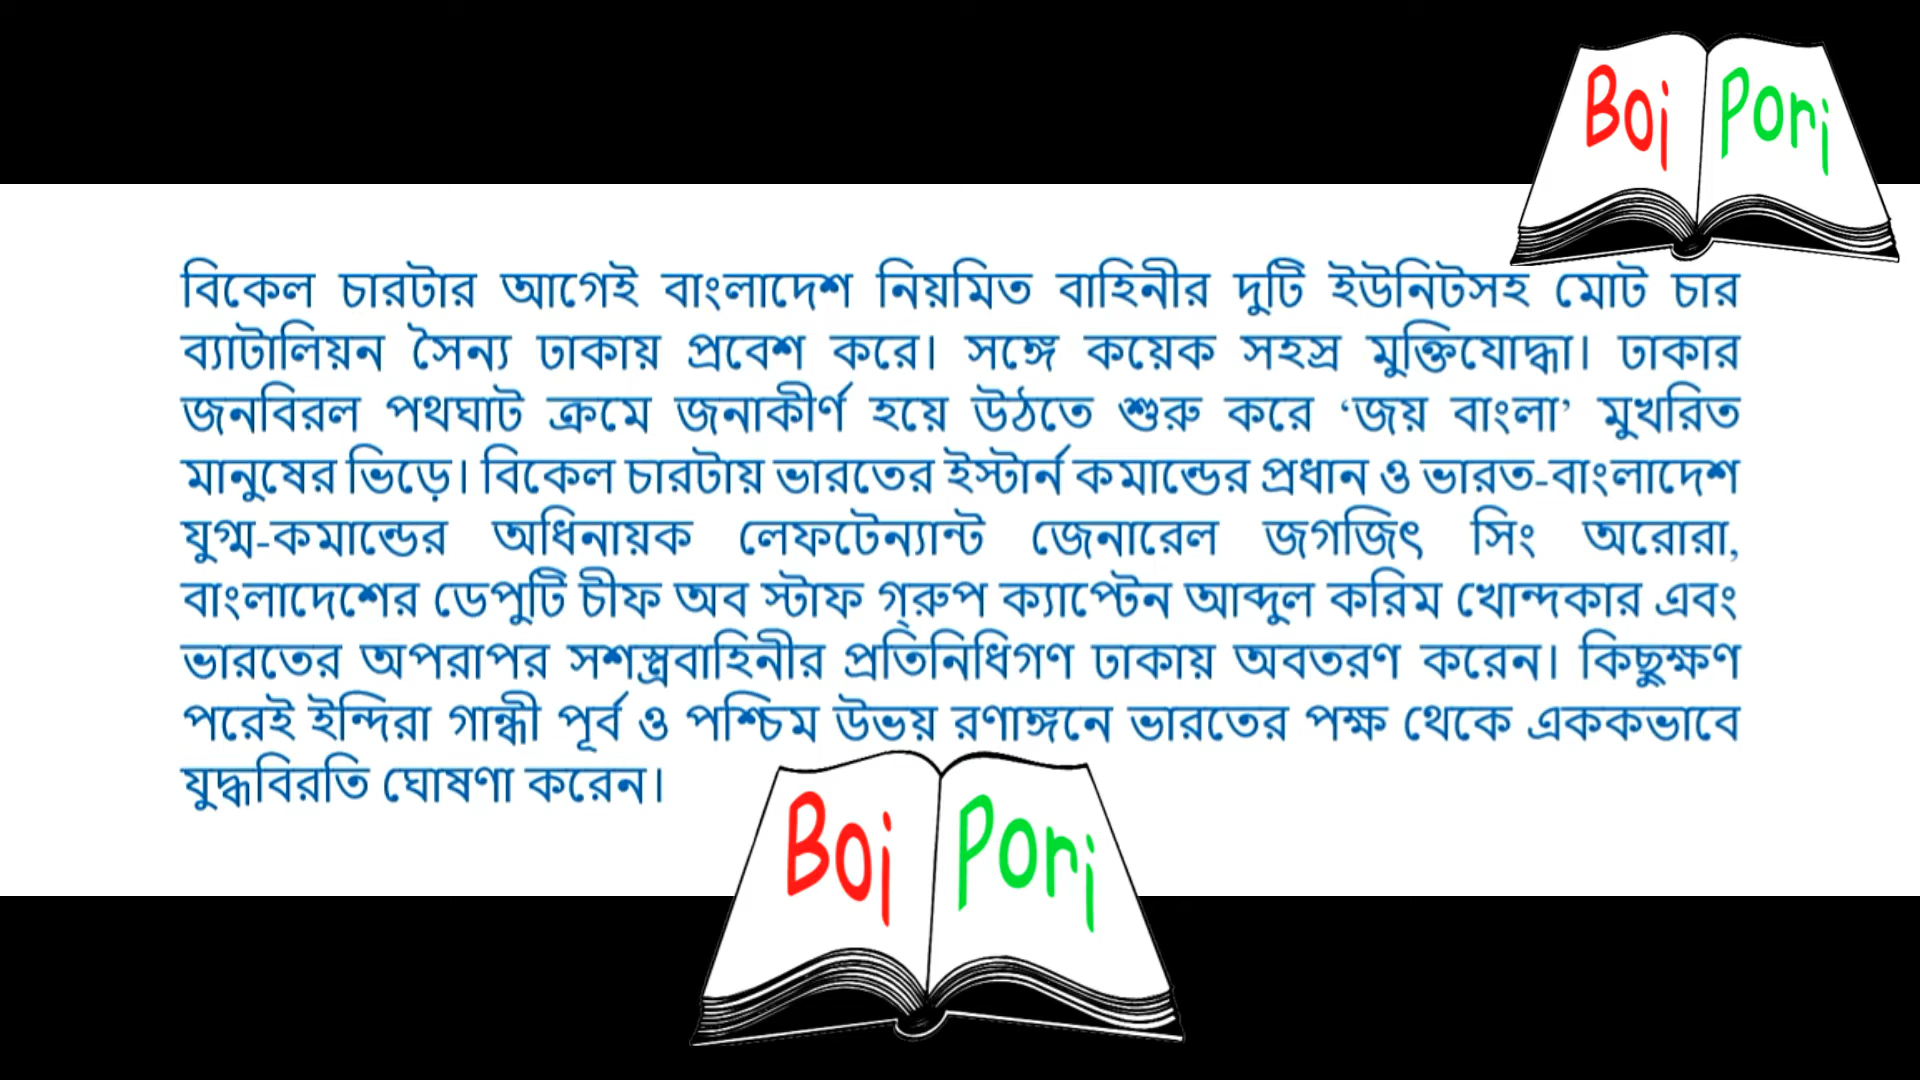 Boi Pori
বিকেল চারটার আগেই বাংলাদেশ নিয়মিত বাহিনীর দুটি ইউনিটসহ মোট চার
ব্যাটালিয়ন সৈন্য ঢাকায় প্রবেশ করে। সঙ্গে কয়েক সহস্র মুক্তিযোদ্ধা। ঢাকার
জনবিরল পথঘাট ক্রমে জনাকীর্ণ হয়ে উঠতে শুরু করে ‘জয় বাংলা’ মুখরিত
মানুষের ভিড়ে। বিকেল চারটায় ভারতের ইস্টার্ন কমান্ডের প্রধান ও ভারত-বাংলাদেশ
যুগ্ম-কমান্ডের অধিনায়ক লেফটেন্যান্ট জেনারেল জগজিৎ সিং অরোরা,
বাংলাদেশের ডেপুটি চীফ অব স্টাফ গ্‌রুপ ক্যাপ্টেন আব্দুল করিম খোন্দকার এবং
ভারতের অপরাপর সশস্ত্রবাহিনীর প্রতিনিধিগণ ঢাকায় অবতরণ করেন। কিছুক্ষণ
পরেই ইন্দিরা গান্ধী পূর্ব ও পশ্চিম উভয় রণাঙ্গনে ভারতের পক্ষ থেকে এককভাবে
যুদ্ধবিরতি ঘোষণা করেন।
Boi Pori